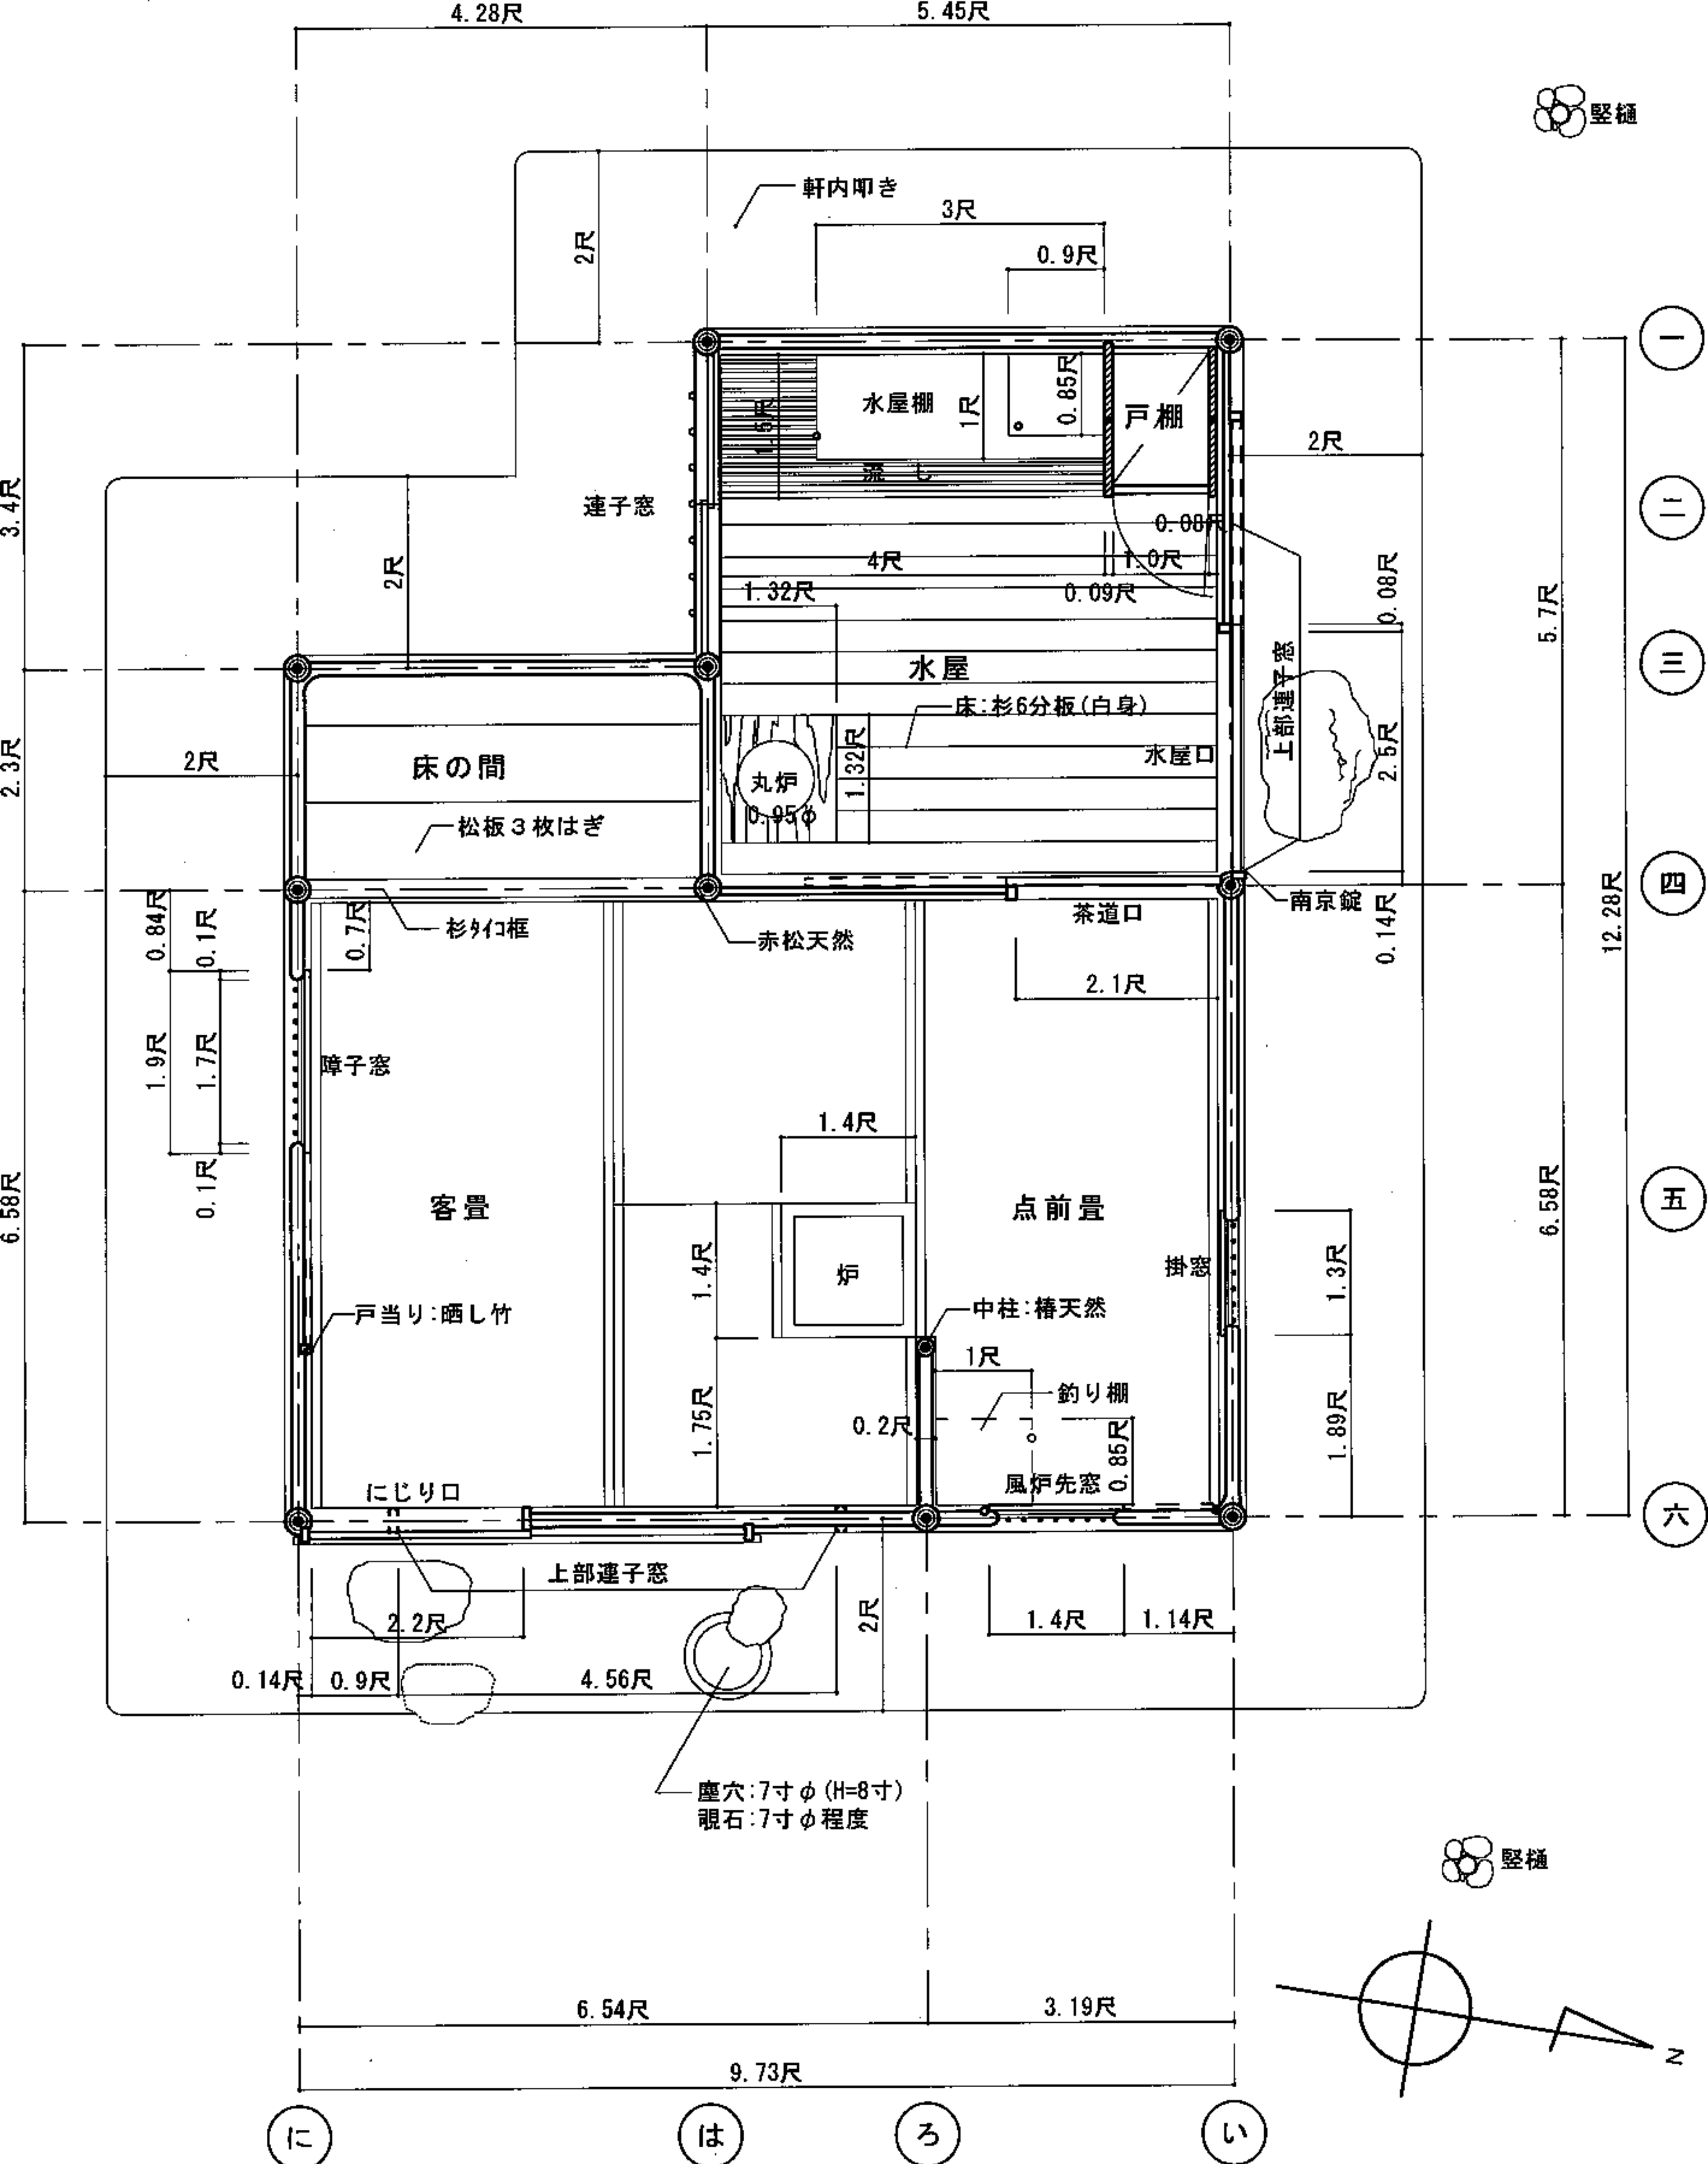 4.28尺
5.45尺
竪樋
軒内叩き
2尺
3尺
0.9尺
一
水屋棚
1尺
0.85尺
戸棚
1.6尺
流し
2尺
3.4尺
連子窓
二
0.08尺
2尺
4尺
1.0尺
1.32尺
0.09尺
0.08尺
5.7尺
水屋
三
上部連子窓
床:杉6分板(白身)
2.5尺
水屋口
2尺
2.3尺
床の間
丸炉
0.95φ
1.32尺
松板3枚はぎ
四
南京錠
茶道口
0.84尺
0.1尺
0.7尺
杉タイコ框
赤松天然
0.14尺
12.28尺
2.1尺
1.9尺
1.7尺
障子窓
1.4尺
0.1尺
6.58尺
客畳
点前畳
6.58尺
五
1.4尺
炉
掛窓
1.3尺
戸当り:晒し竹
中柱:椿天然
1尺
釣り棚
1.75尺
0.2尺
0.85尺
1.89尺
にじり口
風炉先窓
六
上部連子窓
2.2尺
2尺
1.4尺
1.14尺
0.14尺
0.9尺
4.56尺
塵穴:7寸φ(H=8寸)
覗石:7寸φ程度
竪樋
6.54尺
3.19尺
N
9.73尺
に
は
ろ
い